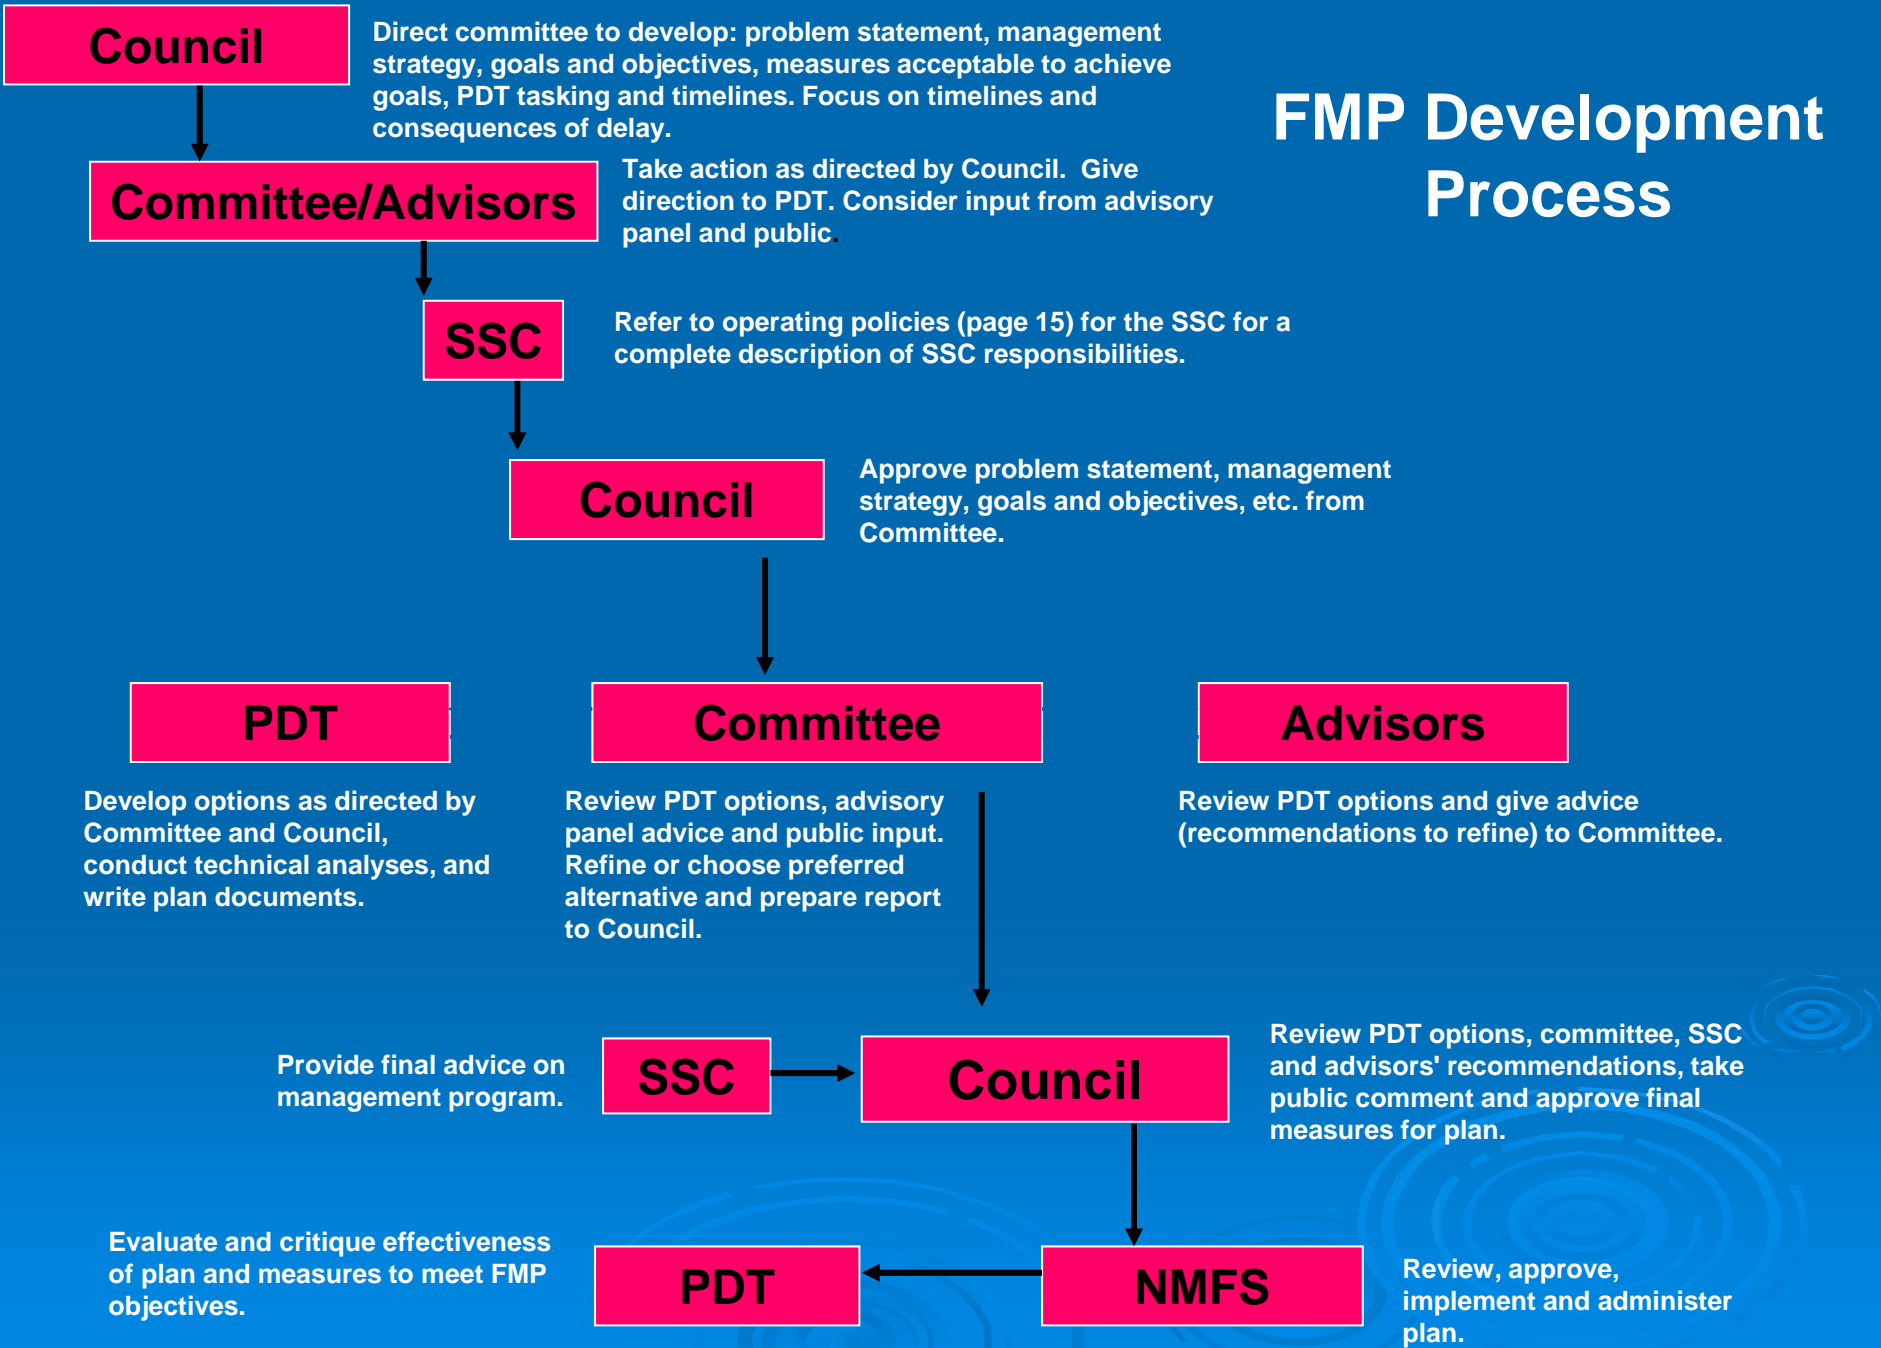 FMP Development
Process
Council
Direct committee to develop: problem statement, management
strategy, goals and objectives, measures acceptable to achieve
goals, PDT tasking and timelines. Focus on timelines and
consequences of delay.
Committee/Advisors
Take action as directed by Council.  Give
direction to PDT. Consider input from advisory
panel and public.
SSC
Refer to operating policies (page 15) for the SSC for a
complete description of SSC responsibilities.
Council
Approve problem statement, management
strategy, goals and objectives, etc. from
Committee.
PDT
Develop options as directed by
Committee and Council,
conduct technical analyses, and
write plan documents.
Committee
Review PDT options, advisory
panel advice and public input.
Refine or choose preferred
alternative and prepare report
to Council.
Advisors
Review PDT options and give advice
(recommendations to refine) to Committee.
Provide final advice on
management program.
SSC
Council
Review PDT options, committee, SSC
and advisors' recommendations, take
public comment and approve final
measures for plan.
Evaluate and critique effectiveness
of plan and measures to meet FMP
objectives.
PDT
NMFS
Review, approve,
implement and administer
plan.